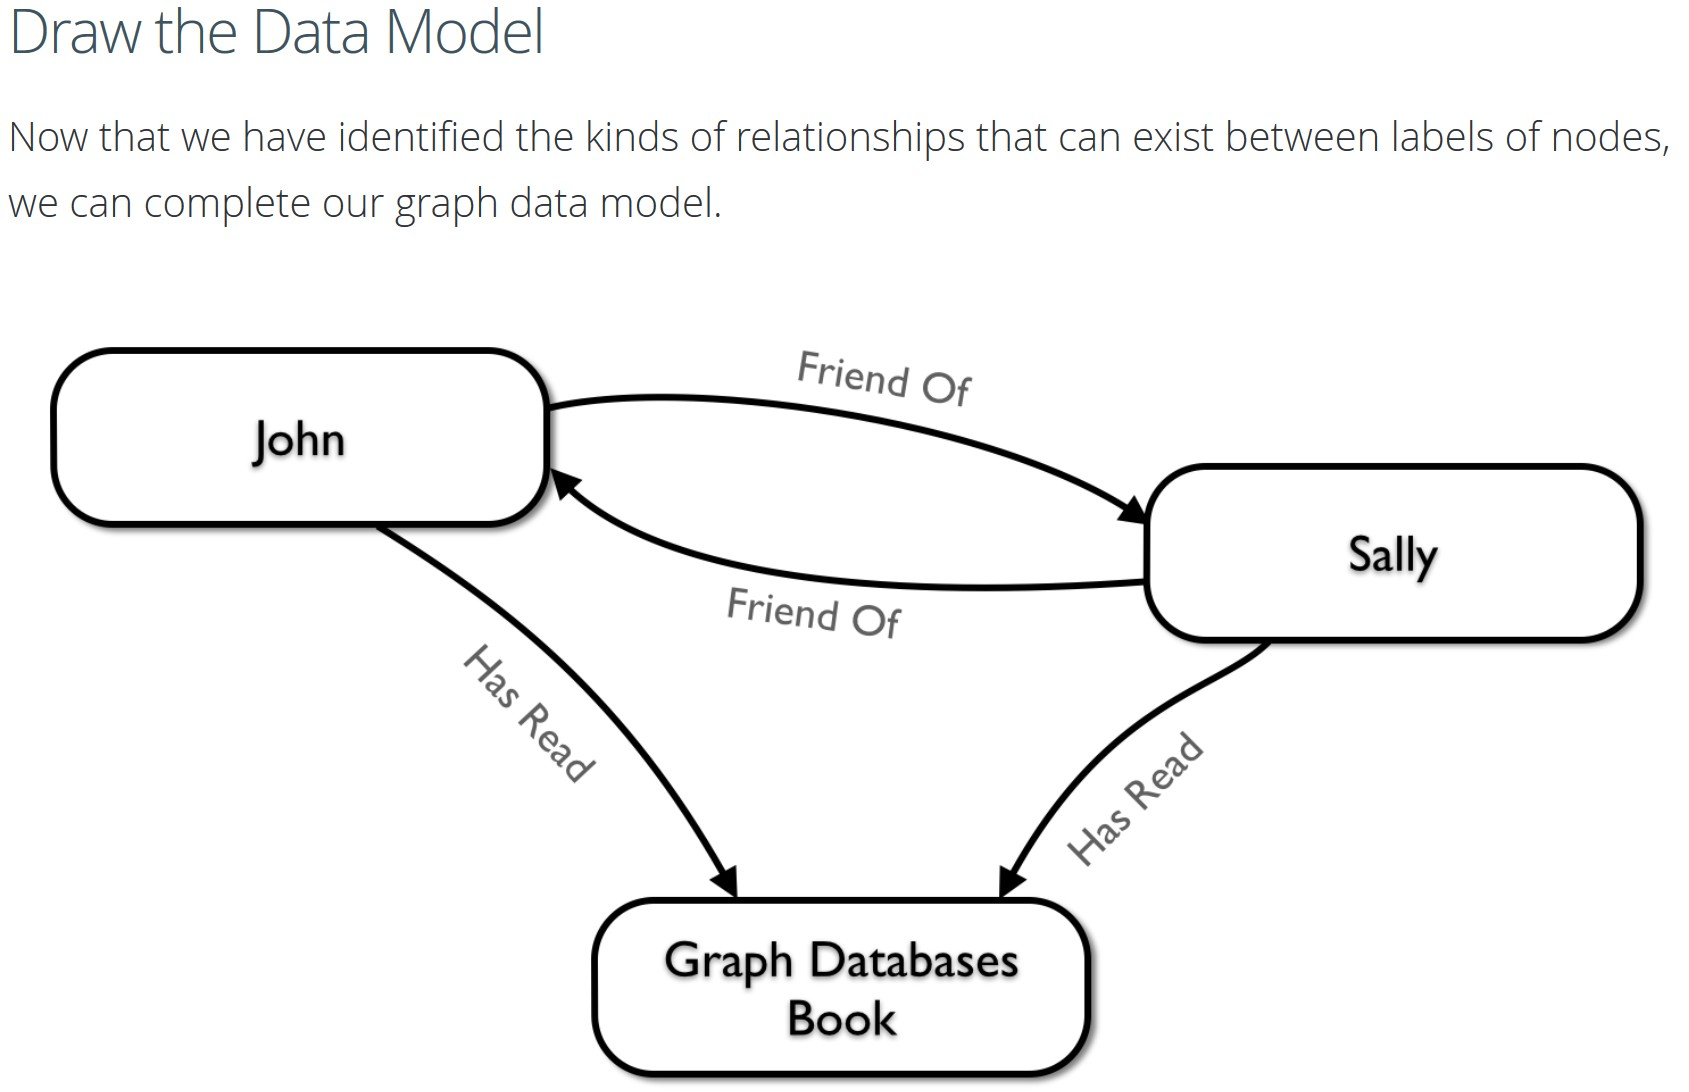 Draw the Data Model
Now that we have identified the kinds of relationships that can exist between labels of nodes,
we can complete our graph data model.
Friend Of
John
Sally
Friend Of
Has Read
Has Read
Graph Databases
Book